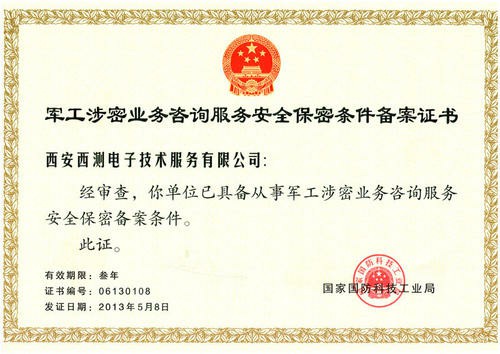 军工涉密业务咨询服务安全保密条件备案证书
西安西测电子技术服务有限公司:
经审查，你单位已具备从事军工涉密业务咨询服务
安全保密备案条件。
此证。
有效期限: 叁年
证书编号: 06130108
发证日期: 2013年5月8日
国家国防科技工业局
国家国防科技工业局